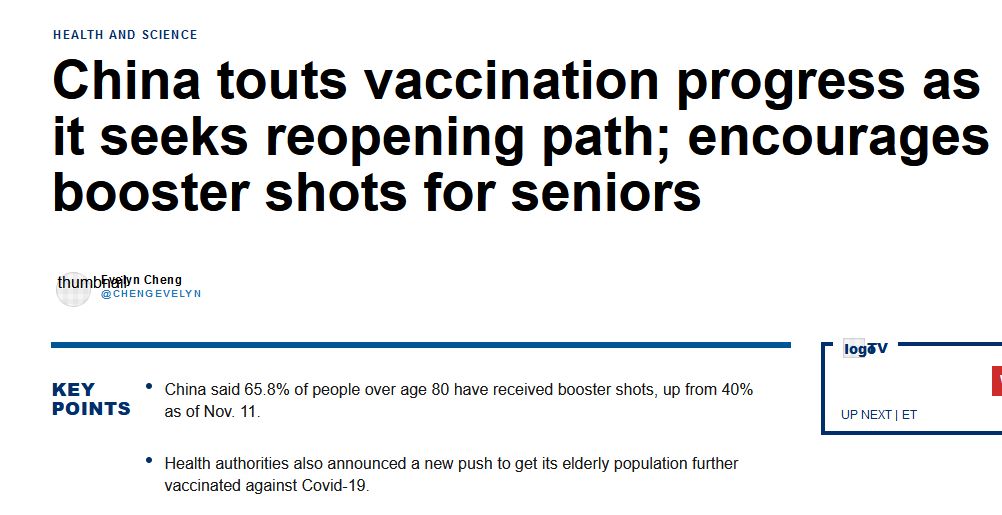 HEALTH AND SCIENCE
China touts vaccination progress as
it seeks reopening path; encourages
booster shots for seniors
thumbnail
Evelyn Cheng
@CHENGEVELYN
KEY
POINTS
• China said 65.8% of people over age 80 have received booster shots, up from 40%
as of Nov. 11.
• Health authorities also announced a new push to get its elderly population further
vaccinated against Covid-19.
logo TV
UP NEXT | ET